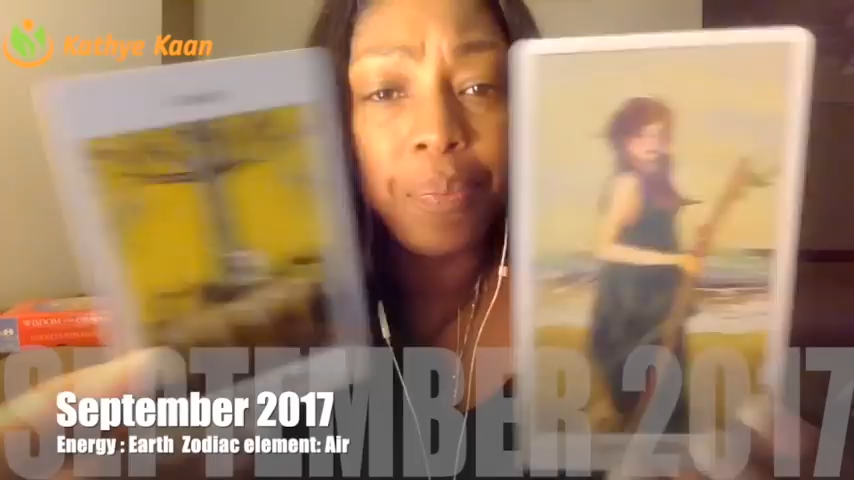 Kathye Kaan
WISDOM
SEPTEMBER 2017
September 2017
Energy : Earth Zodiac element: Air